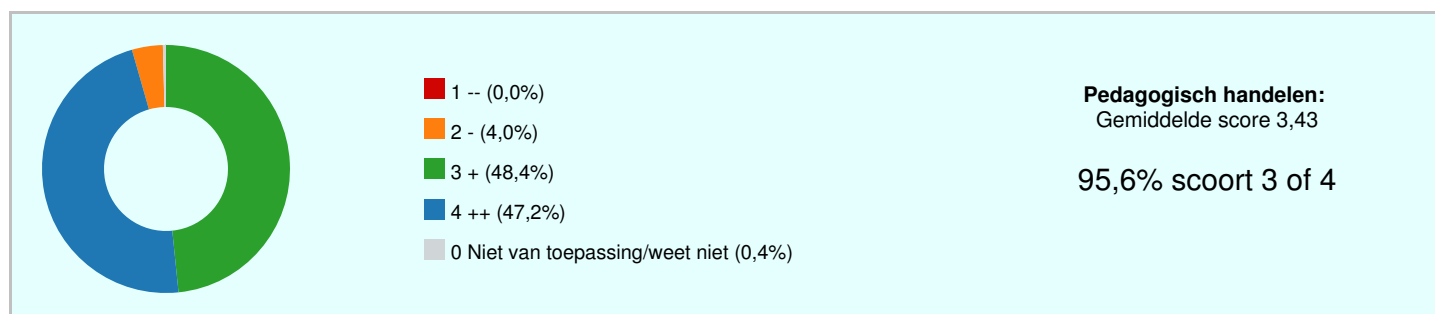 1 -- (0,0%)
2 - (4,0%)
3 + (48,4%)
4 ++ (47,2%)
0 Niet van toepassing/weet niet (0,4%)
Pedagogisch handelen:
Gemiddelde score 3,43
95,6% scoort 3 of 4